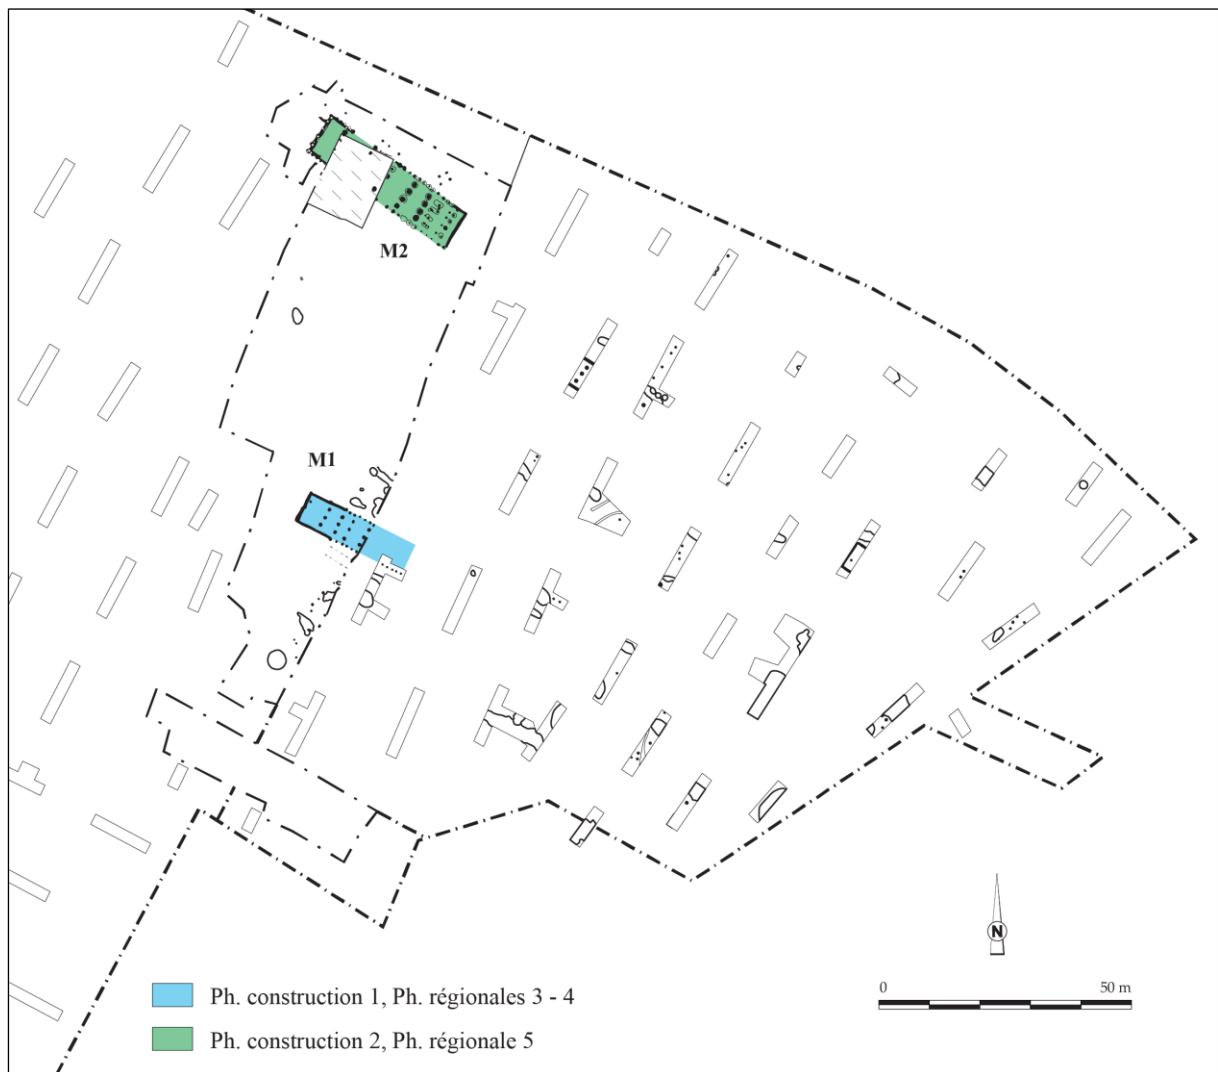 M2
M1
N
0 50 m
Ph. construction 1, Ph. régionales 3 - 4
Ph. construction 2, Ph. régionale 5